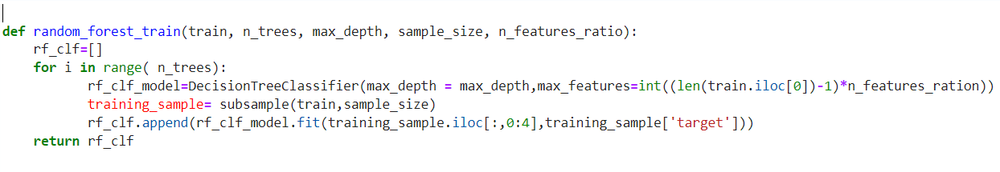 def random_forest_train(train, n_trees, max_depth, sample_size, n_features_ratio):
    rf_clf=[]
    for i in range( n_trees):
          rf_clf_model=DecisionTreeClassifier(max_depth = max_depth,max_features=int((len(train.iloc[0])-1)*n_features_ration))
          training_sample= subsample(train,sample_size)
          rf_clf.append(rf_clf_model.fit(training_sample.iloc[:,0:4],training_sample['target']))
    return rf_clf